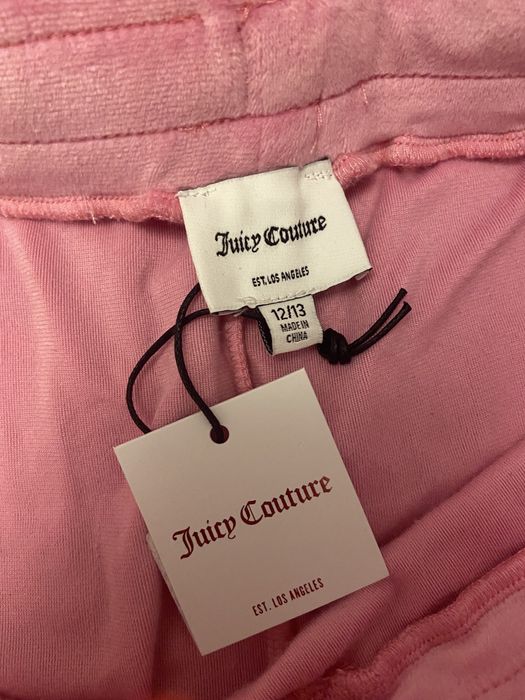 Juicy Couture
EST. LOS ANGELES
12/13
MADE IN
CHINA
Juicy Couture
EST. LOS ANGELES